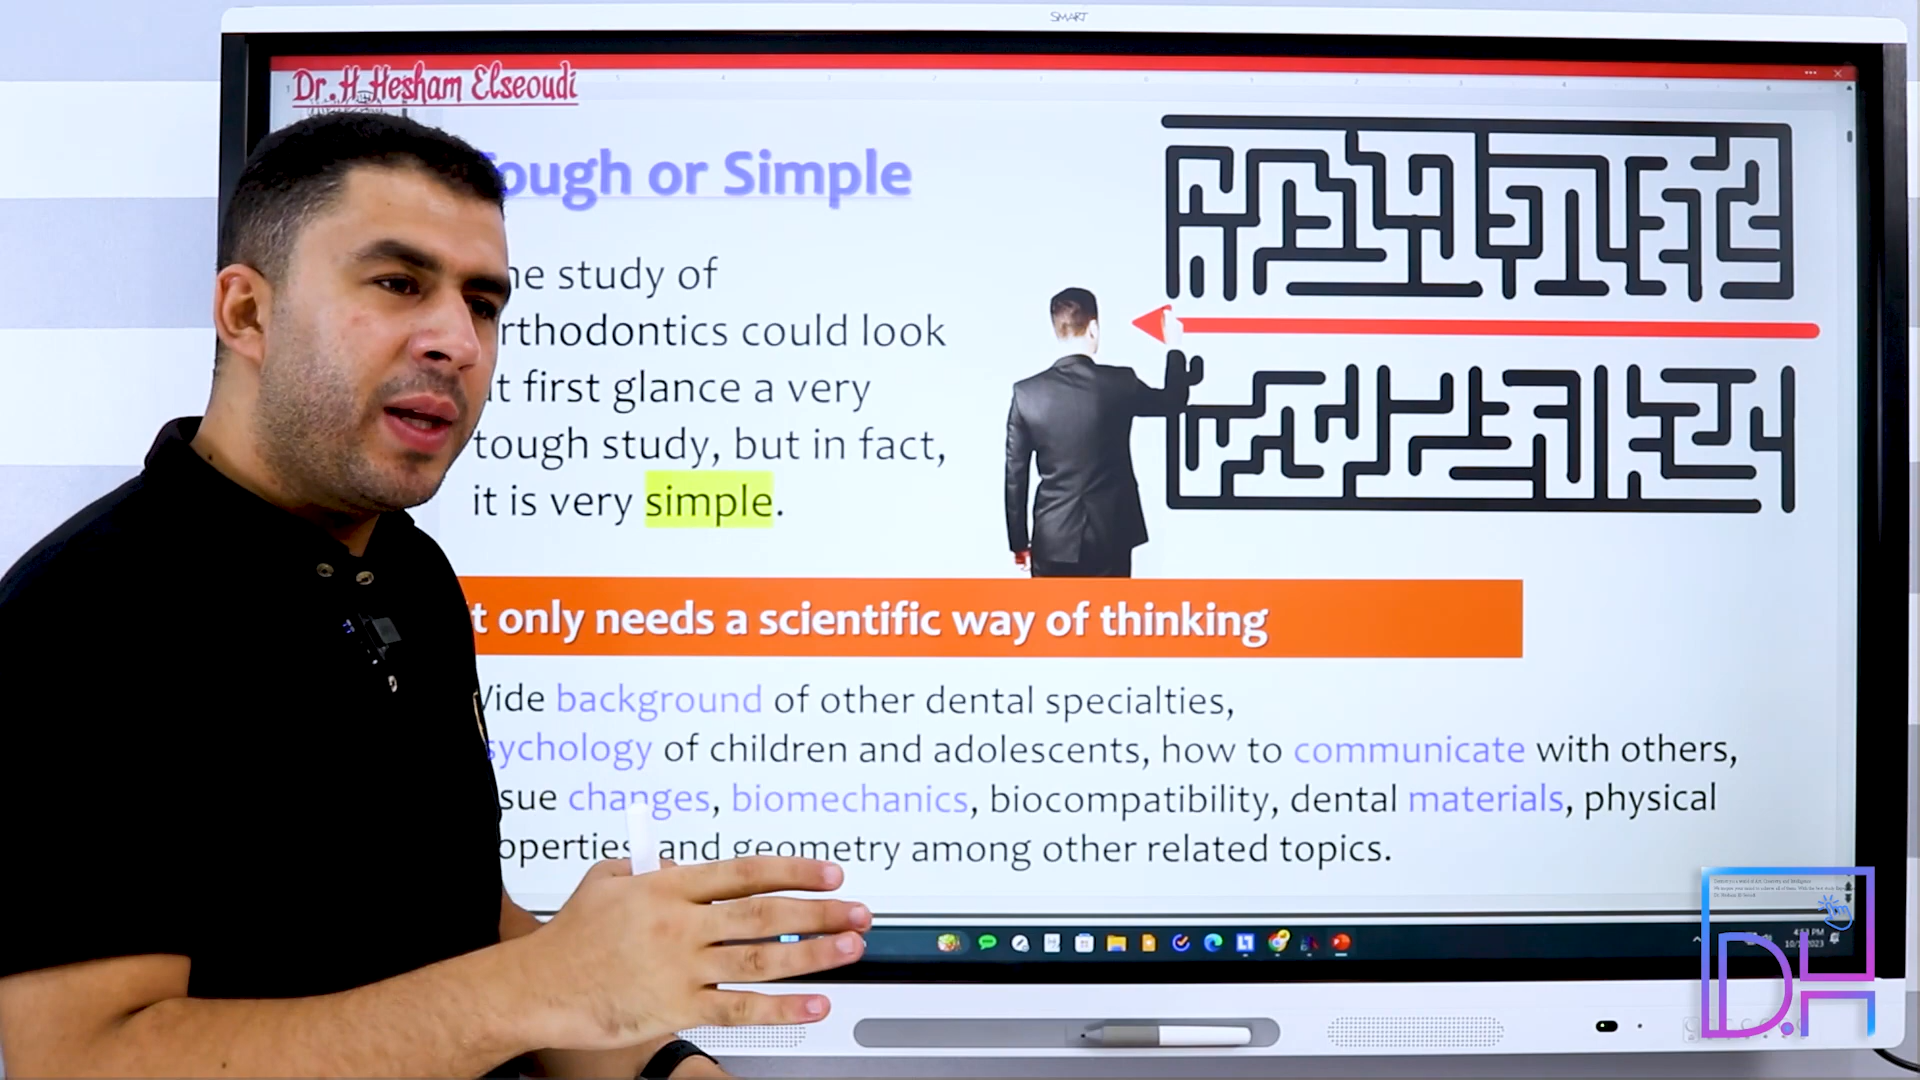 SMART
Dr. H Hesham Elseoudi
ough or Simple
he study of
rthodontics could look
t first glance a very
tough study, but in fact,
it is very simple.
t only needs a scientific way of thinking
ide background of other dental specialties,
sychology of children and adolescents, how to communicate with others,
sue changes, biomechanics, biocompatibility, dental materials, physical
operties and geometry among other related topics.
D.H